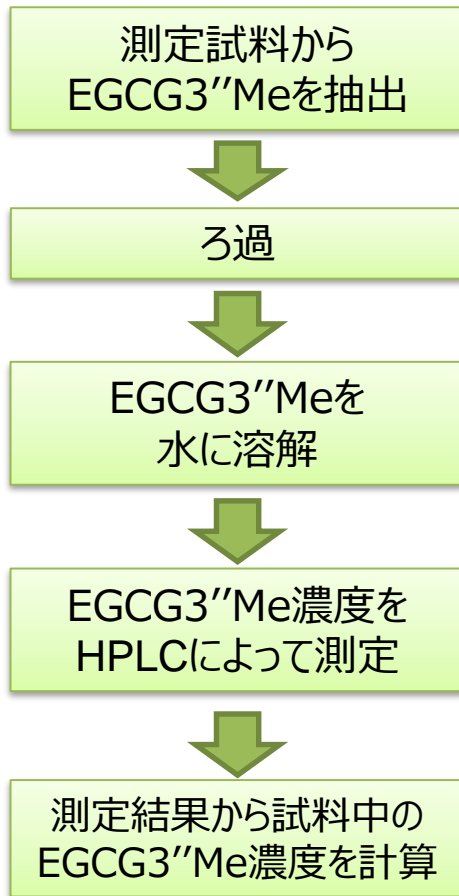 測定試料から
EGCG3′′Meを抽出
ろ過
EGCG3′′Meを
水に溶解
EGCG3′′Me濃度を
HPLCによって測定
測定結果から試料中の
EGCG3′′Me濃度を計算